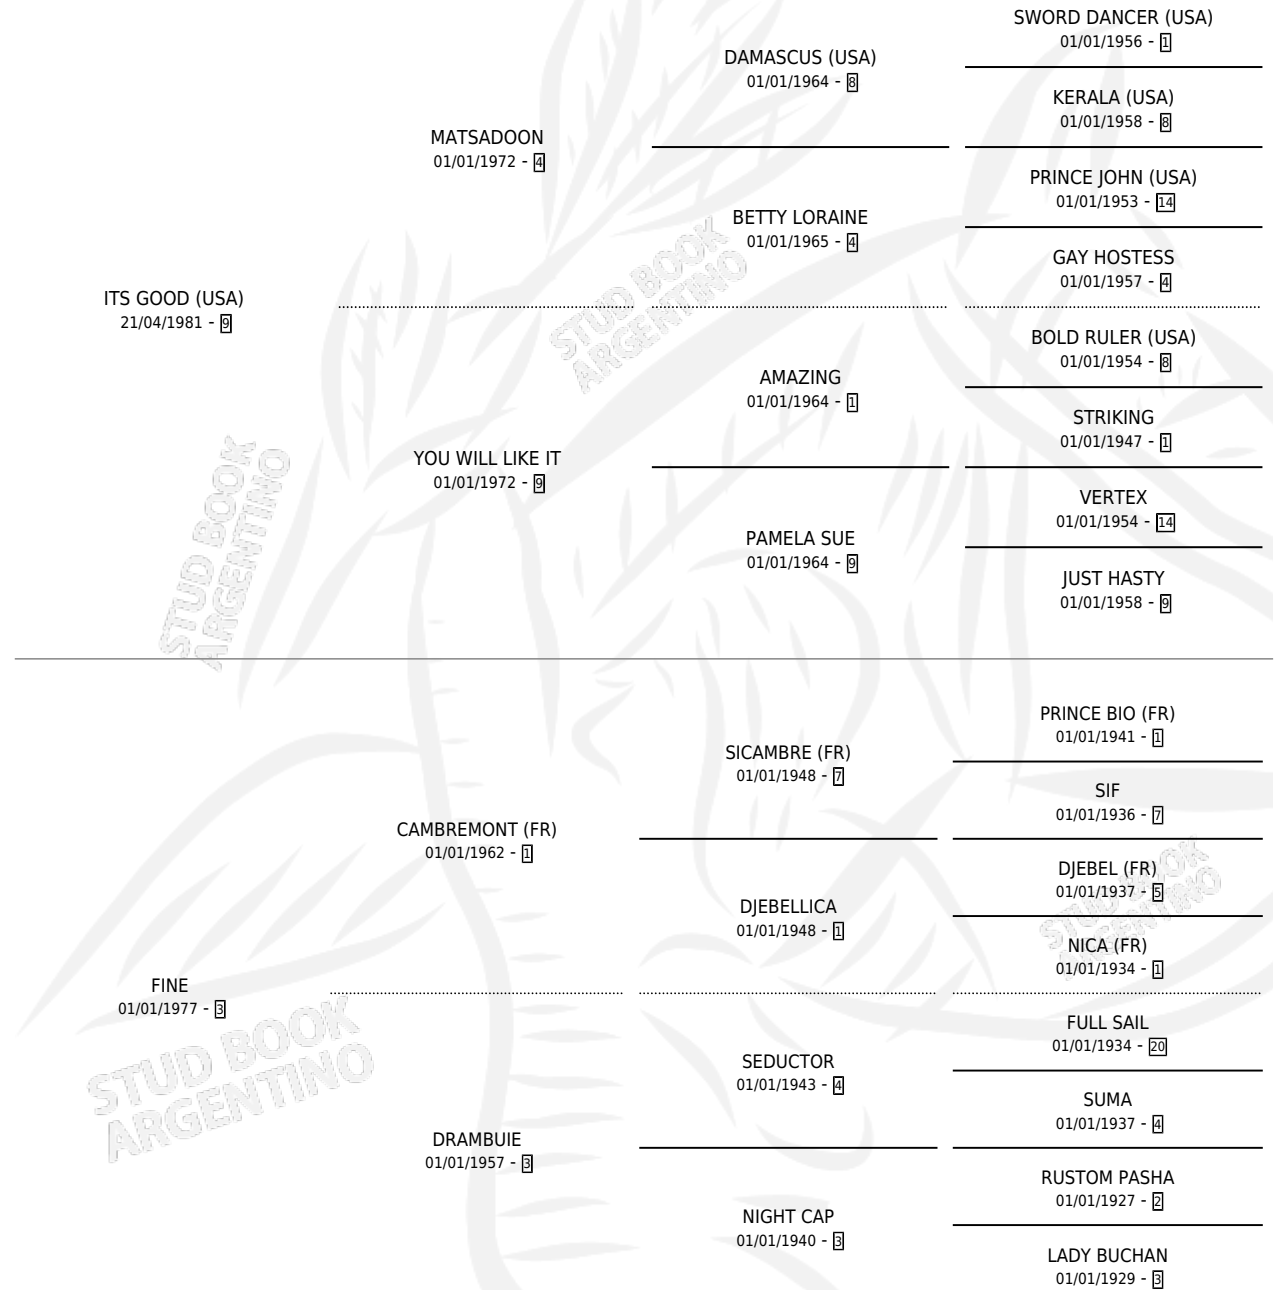 SWORD DANCER (USA)
01/01/1956 - 1
DAMASCUS (USA)
01/01/1964 - 8
KERALA (USA)
01/01/1958 - 8
MATSADOON
01/01/1972 - 4
PRINCE JOHN (USA)
01/01/1953 - 14
BETTY LORAINE
01/01/1965 - 4
GAY HOSTESS
01/01/1957 - 4
ITS GOOD (USA)
21/04/1981 - 9
STUD BOOK
ARGENTINO
BOLD RULER (USA)
01/01/1954 - 8
AMAZING
01/01/1964 - 1
STRIKING
01/01/1947 - 1
YOU WILL LIKE IT
01/01/1972 - 9
VERTEX
01/01/1954 - 14
PAMELA SUE
01/01/1964 - 9
JUST HASTY
01/01/1958 - 9
STUD BOOK
ARGENTINO
PRINCE BIO (FR)
01/01/1941 - 1
SICAMBRE (FR)
01/01/1948 - 7
SIF
01/01/1936 - 7
CAMBREMONT (FR)
01/01/1962 - 1
DJEBEL (FR)
01/01/1937 - 5
DJEBELLICA
01/01/1948 - 1
STUD BOOK
ARGENTINO
NICA (FR)
01/01/1934 - 1
FINE
01/01/1977 - 3
FULL SAIL
01/01/1934 - 20
STUD BOOK
ARGENTINO
SEDUCTOR
01/01/1943 - 4
SUMA
01/01/1937 - 4
DRAMBUIE
01/01/1957 - 3
RUSTOM PASHA
01/01/1927 - 2
NIGHT CAP
01/01/1940 - 3
LADY BUCHAN
01/01/1929 - 3